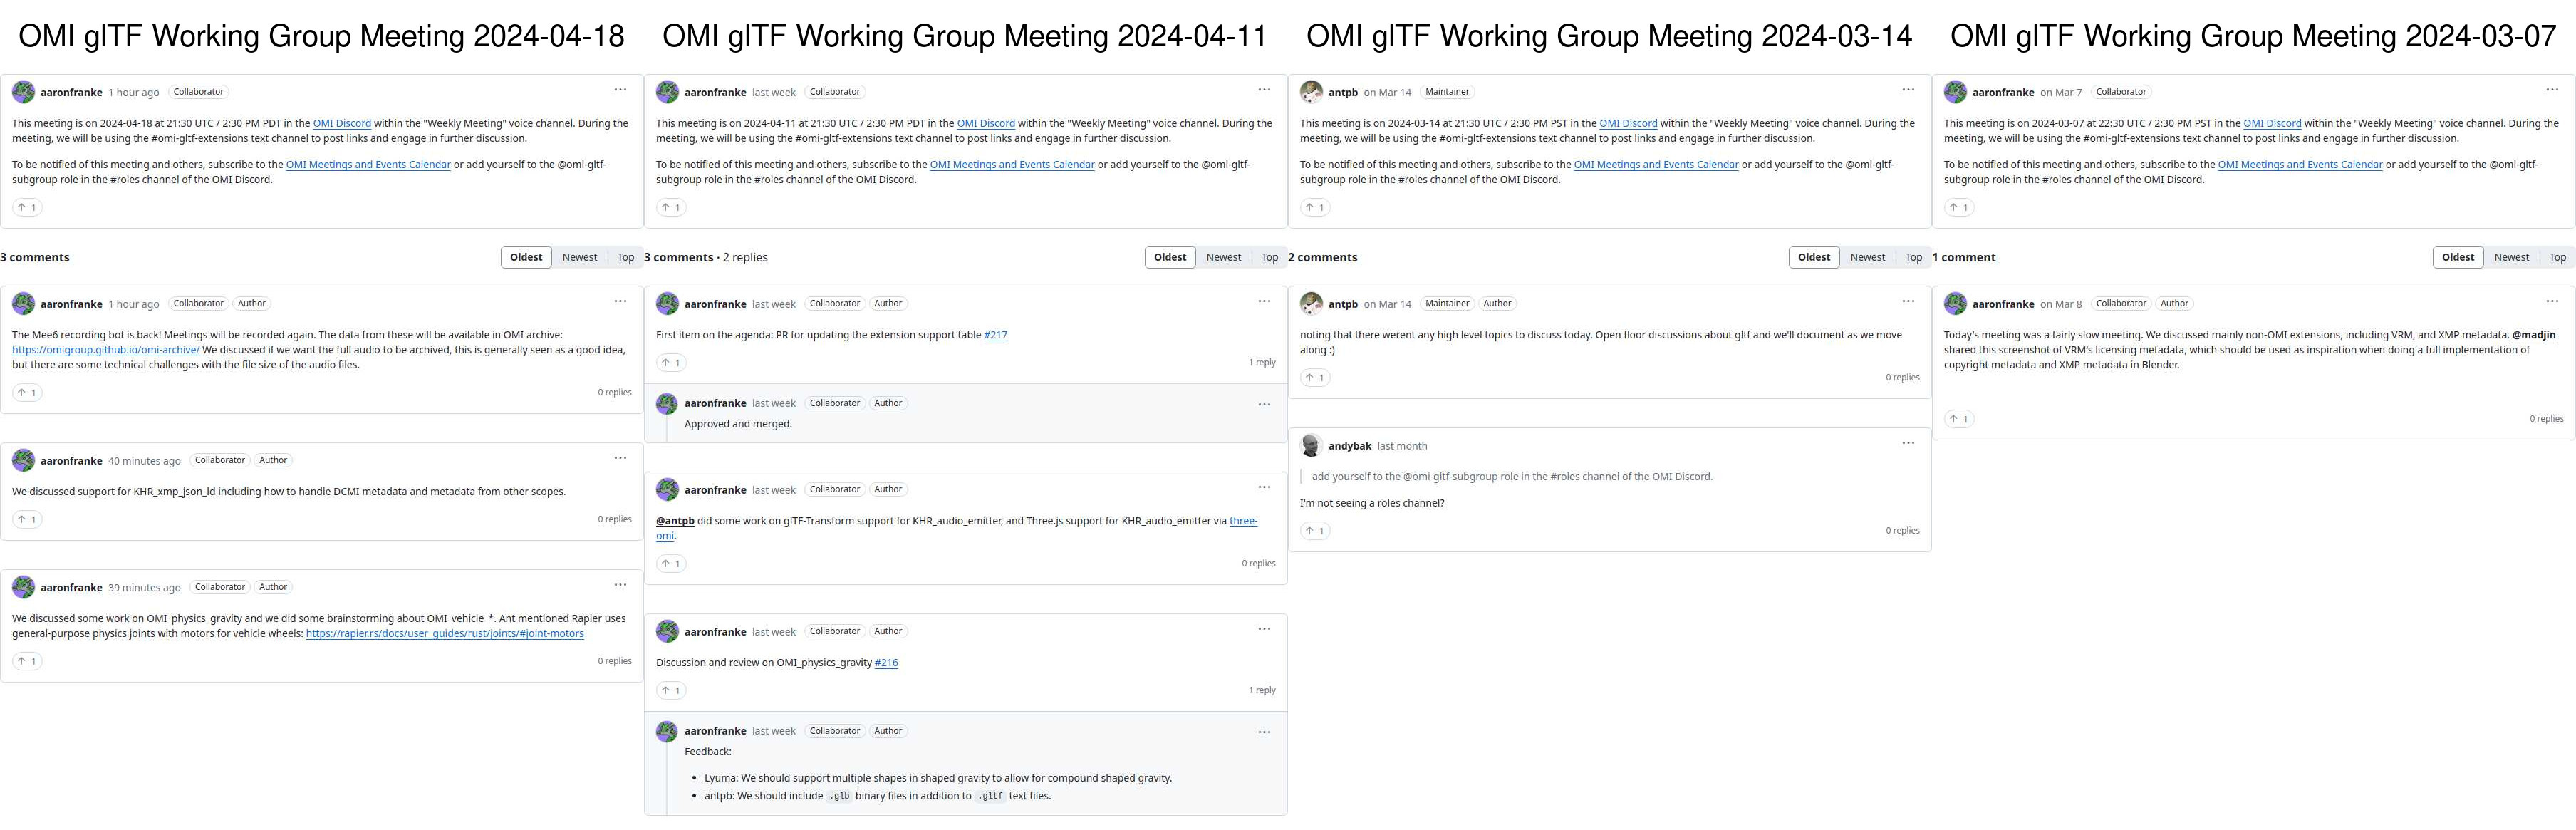 OMI glTF Working Group Meeting 2024-04-18
aaronfranke 1 hour ago Collaborator ...
This meeting is on 2024-04-18 at 21:30 UTC / 2:30 PM PDT in the OMI Discord within the "Weekly Meeting" voice channel. During the
meeting, we will be using the #omi-gltf-extensions text channel to post links and engage in further discussion.
To be notified of this meeting and others, subscribe to the OMI Meetings and Events Calendar or add yourself to the @omi-gltf-
subgroup role in the #roles channel of the OMI Discord.
↑ 1
3 comments Oldest Newest Top
aaronfranke 1 hour ago Collaborator Author ...
The Mee6 recording bot is back! Meetings will be recorded again. The data from these will be available in OMI archive:
https://omigroup.github.io/omi-archive/ We discussed if we want the full audio to be archived, this is generally seen as a good idea,
but there are some technical challenges with the file size of the audio files.
↑ 1 0 replies
aaronfranke 40 minutes ago Collaborator Author ...
We discussed support for KHR_xmp_json_ld including how to handle DCMI metadata and metadata from other scopes.
↑ 1 0 replies
aaronfranke 39 minutes ago Collaborator Author ...
We discussed some work on OMI_physics_gravity and we did some brainstorming about OMI_vehicle_*. Ant mentioned Rapier uses
general-purpose physics joints with motors for vehicle wheels: https://rapier.rs/docs/user_guides/rust/joints/#joint-motors
↑ 1 0 replies
OMI glTF Working Group Meeting 2024-04-11
aaronfranke last week Collaborator ...
This meeting is on 2024-04-11 at 21:30 UTC / 2:30 PM PDT in the OMI Discord within the "Weekly Meeting" voice channel. During the
meeting, we will be using the #omi-gltf-extensions text channel to post links and engage in further discussion.
To be notified of this meeting and others, subscribe to the OMI Meetings and Events Calendar or add yourself to the @omi-gltf-
subgroup role in the #roles channel of the OMI Discord.
↑ 1
3 comments · 2 replies Oldest Newest Top
aaronfranke last week Collaborator Author ...
First item on the agenda: PR for updating the extension support table #217
↑ 1 1 reply
aaronfranke last week Collaborator Author ...
Approved and merged.
aaronfranke last week Collaborator Author ...
@antpb did some work on glTF-Transform support for KHR_audio_emitter, and Three.js support for KHR_audio_emitter via three-
omi.
↑ 1 0 replies
aaronfranke last week Collaborator Author ...
Discussion and review on OMI_physics_gravity #216
↑ 1 1 reply
aaronfranke last week Collaborator Author ...
Feedback:
• Lyuma: We should support multiple shapes in shaped gravity to allow for compound shaped gravity.
• antpb: We should include .glb binary files in addition to .gltf text files.
OMI glTF Working Group Meeting 2024-03-14
antpb on Mar 14 Maintainer ...
This meeting is on 2024-03-14 at 21:30 UTC / 2:30 PM PST in the OMI Discord within the "Weekly Meeting" voice channel. During the
meeting, we will be using the #omi-gltf-extensions text channel to post links and engage in further discussion.
To be notified of this meeting and others, subscribe to the OMI Meetings and Events Calendar or add yourself to the @omi-gltf-
subgroup role in the #roles channel of the OMI Discord.
↑ 1
2 comments Oldest Newest Top
antpb on Mar 14 Maintainer Author ...
noting that there werent any high level topics to discuss today. Open floor discussions about gltf and we'll document as we move
along :)
↑ 1 0 replies
andybak last month ...
add yourself to the @omi-gltf-subgroup role in the #roles channel of the OMI Discord.
I'm not seeing a roles channel?
↑ 1 0 replies
OMI glTF Working Group Meeting 2024-03-07
aaronfranke on Mar 7 Collaborator ...
This meeting is on 2024-03-07 at 22:30 UTC / 2:30 PM PST in the OMI Discord within the "Weekly Meeting" voice channel. During the
meeting, we will be using the #omi-gltf-extensions text channel to post links and engage in further discussion.
To be notified of this meeting and others, subscribe to the OMI Meetings and Events Calendar or add yourself to the @omi-gltf-
subgroup role in the #roles channel of the OMI Discord.
↑ 1
1 comment Oldest Newest Top
aaronfranke on Mar 8 Collaborator Author ...
Today's meeting was a fairly slow meeting. We discussed mainly non-OMI extensions, including VRM, and XMP metadata. @madjin
shared this screenshot of VRM's licensing metadata, which should be used as inspiration when doing a full implementation of
copyright metadata and XMP metadata in Blender.
↑ 1 0 replies